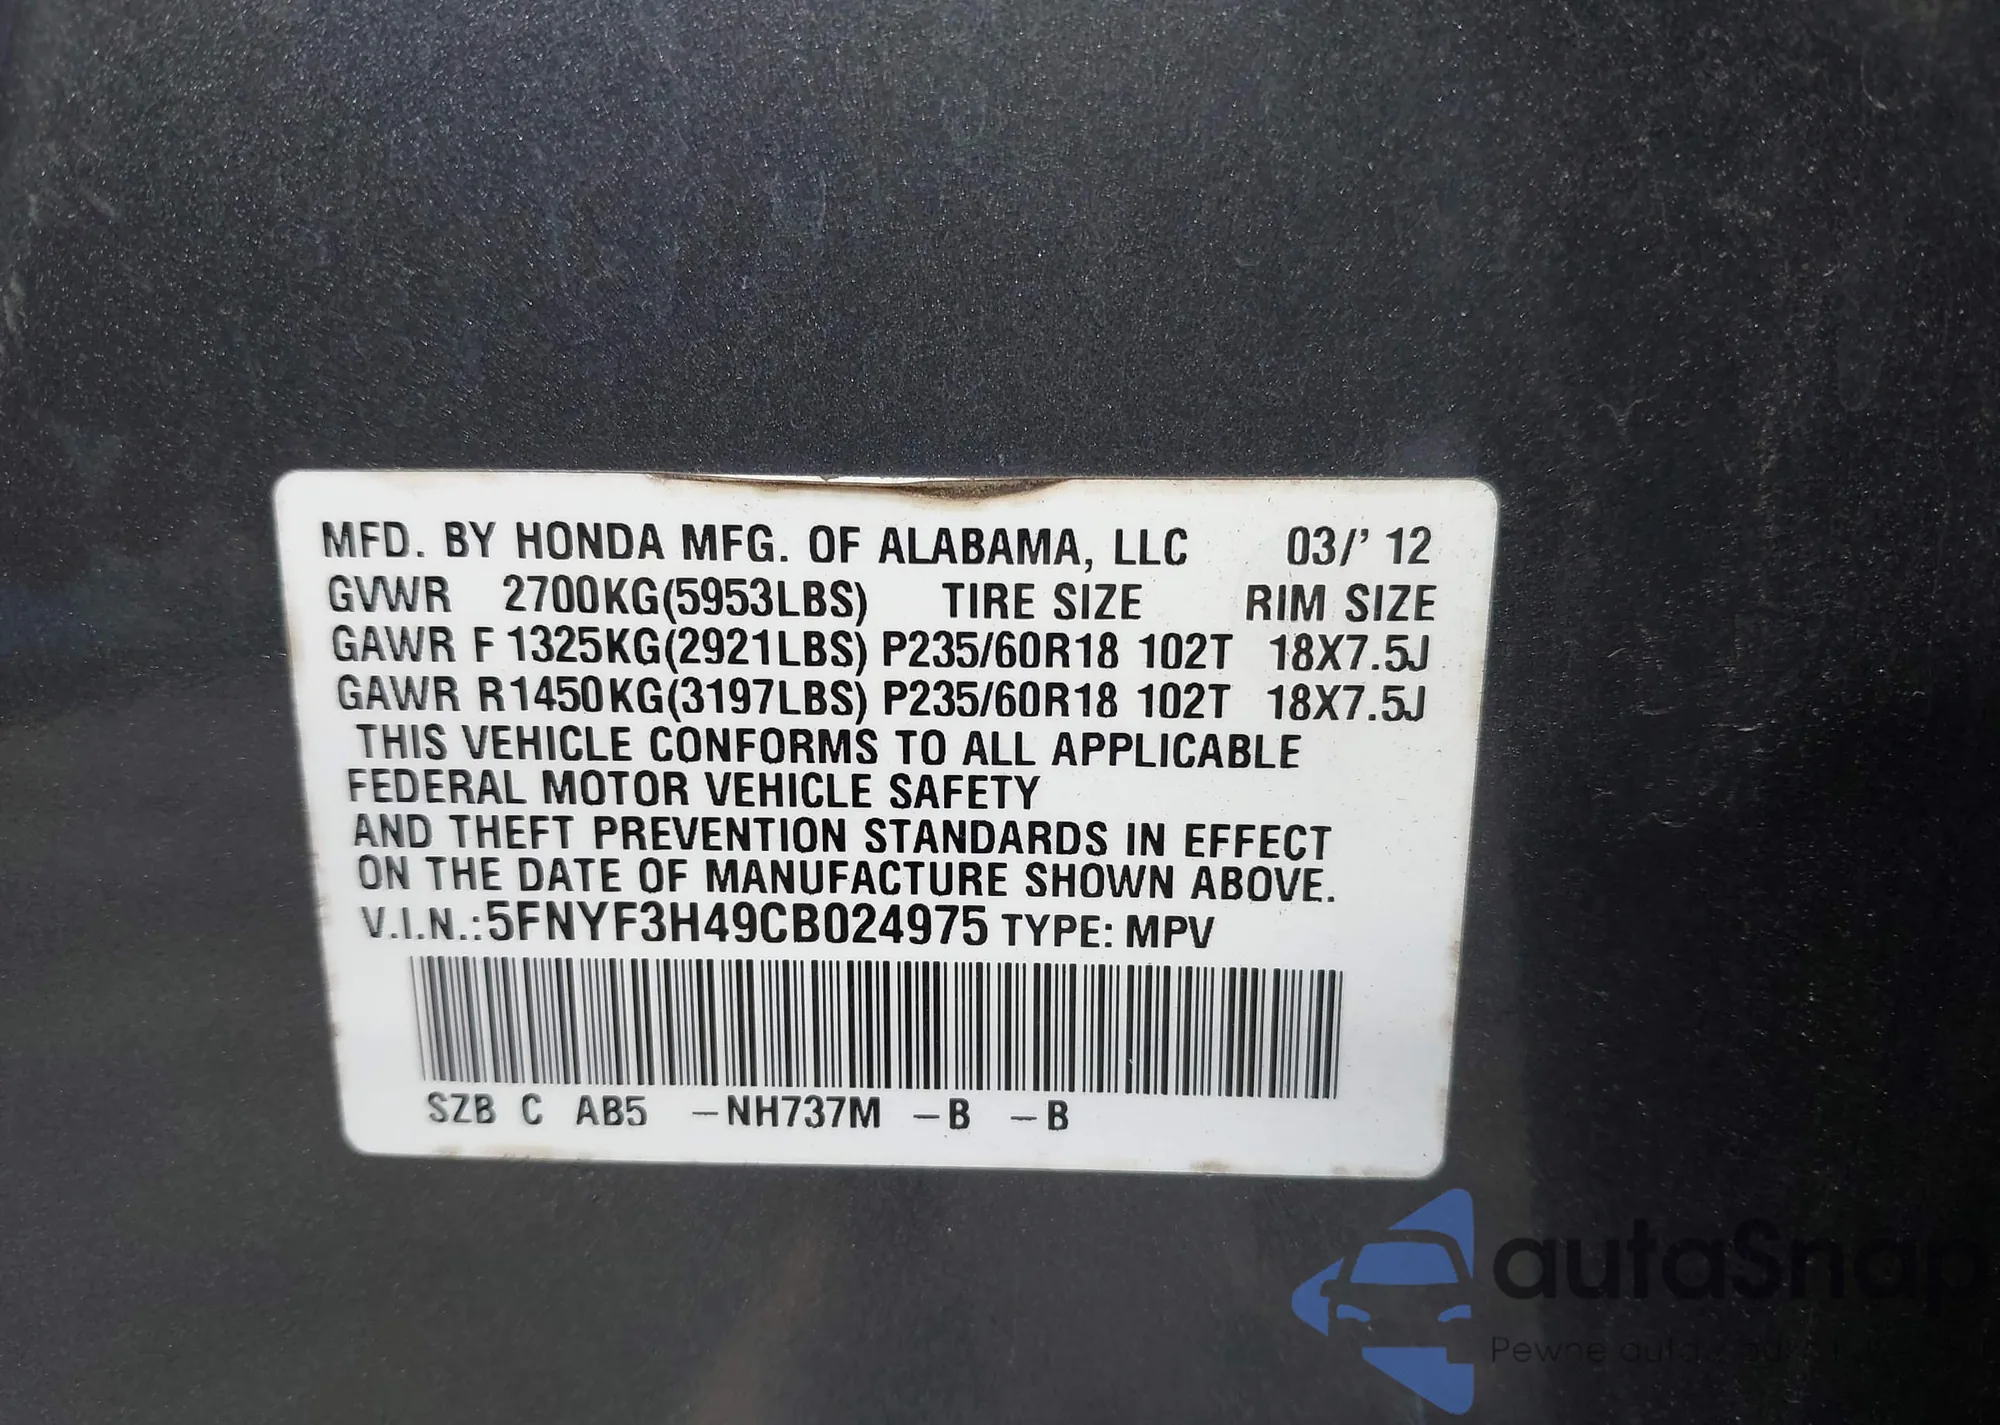 MFD. BY HONDA MFG. OF ALABAMA, LLC 03/' 12
GVWR 2700KG(5953LBS) TIRE SIZE RIM SIZE
GAWR F 1325KG(2921LBS) P235/60R18 102T 18X7.5J
GAWR R1450KG(3197LBS) P235/60R18 102T 18X7.5J
THIS VEHICLE CONFORMS TO ALL APPLICABLE
FEDERAL MOTOR VEHICLE SAFETY
AND THEFT PREVENTION STANDARDS IN EFFECT
ON THE DATE OF MANUFACTURE SHOWN ABOVE.
V.I.N.:5FNYF3H49CB024975 TYPE: MPV
SZB C AB5 –NH737M –B –B
autaSnap
Pewne auta